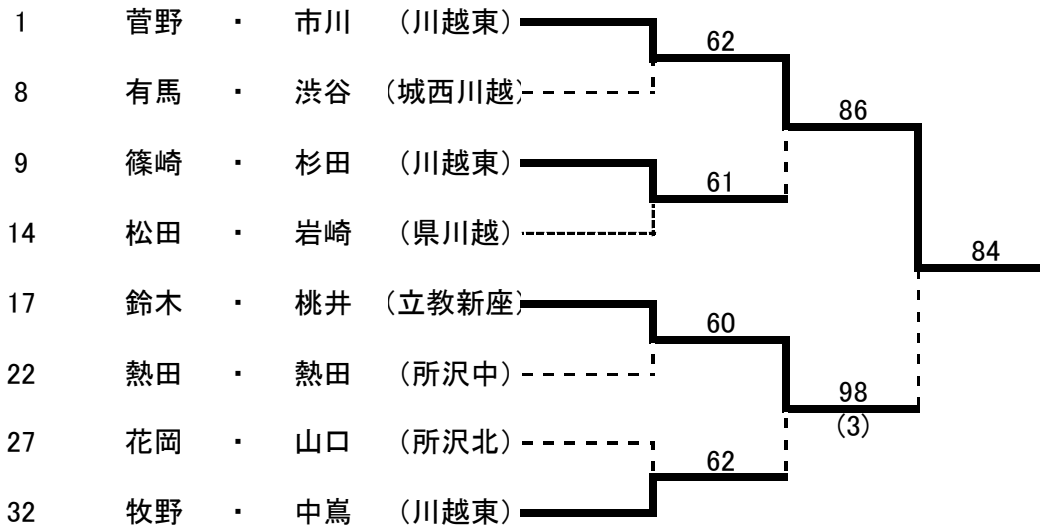 1 菅野 ・ 市川 (川越東)
62
8 有馬 ・ 渋谷 (城西川越)
86
9 篠崎 ・ 杉田 (川越東)
61
14 松田 ・ 岩崎 (県川越)
84
17 鈴木 ・ 桃井 (立教新座)
60
22 熱田 ・ 熱田 (所沢中)
98
(3)
27 花岡 ・ 山口 (所沢北)
62
32 牧野 ・ 中嶌 (川越東)